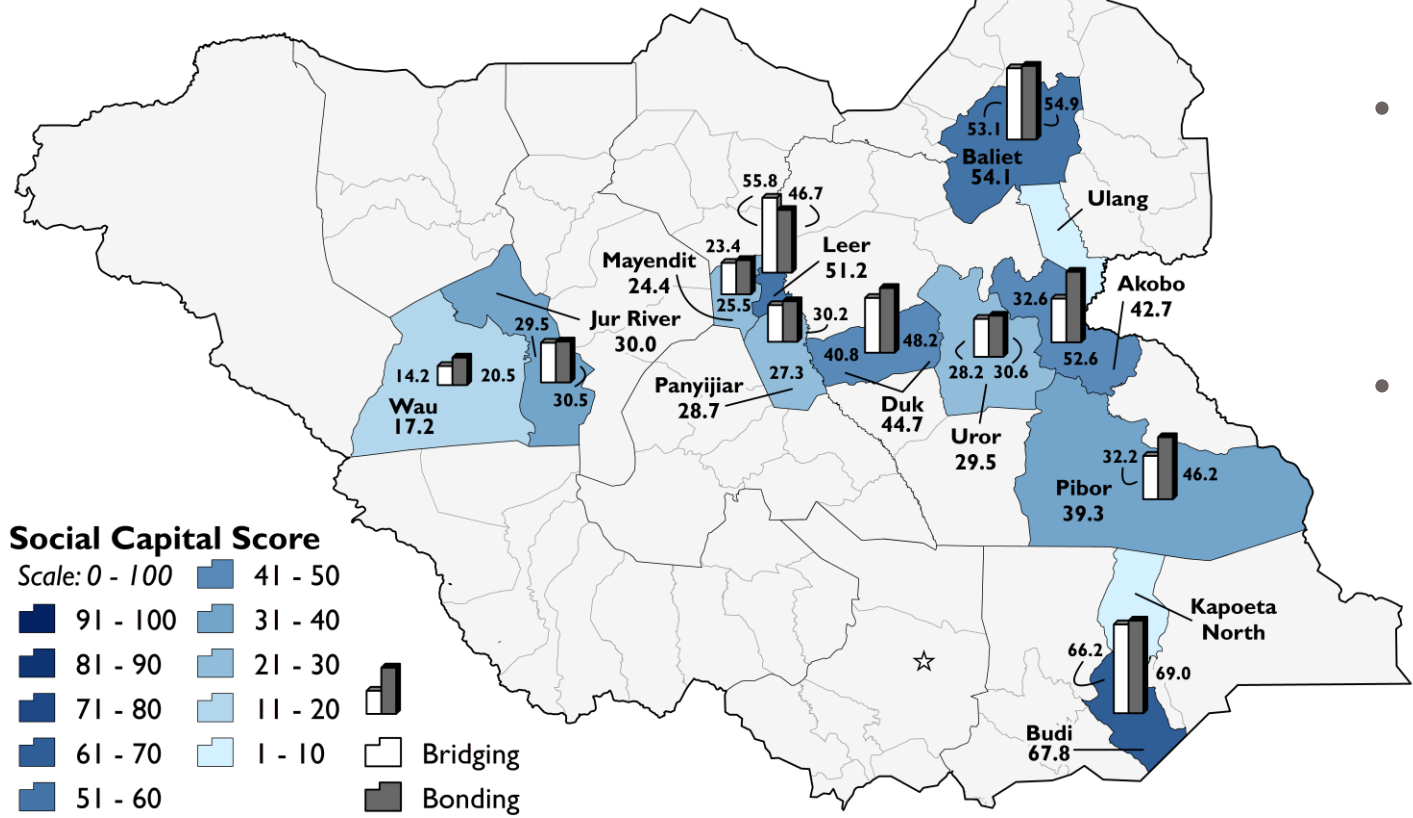 53.1
54.9
Baliet
54.1
Ulang
55.8
46.7
Leer
51.2
23.4
Mayendit
24.4
25.5
30.2
27.3
Panyijiar
28.7
Jur River
30.0
29.5
30.5
14.2
20.5
Wau
17.2
40.8
48.2
Duk
44.7
28.2
30.6
Uror
29.5
32.6
52.6
Akobo
42.7
32.2
46.2
Pibor
39.3
Kapoeta
North
66.2
69.0
Budi
67.8
Social Capital Score
Scale: 0 - 100
91 - 100
81 - 90
71 - 80
61 - 70
51 - 60
41 - 50
31 - 40
21 - 30
11 - 20
1 - 10
Bridging
Bonding